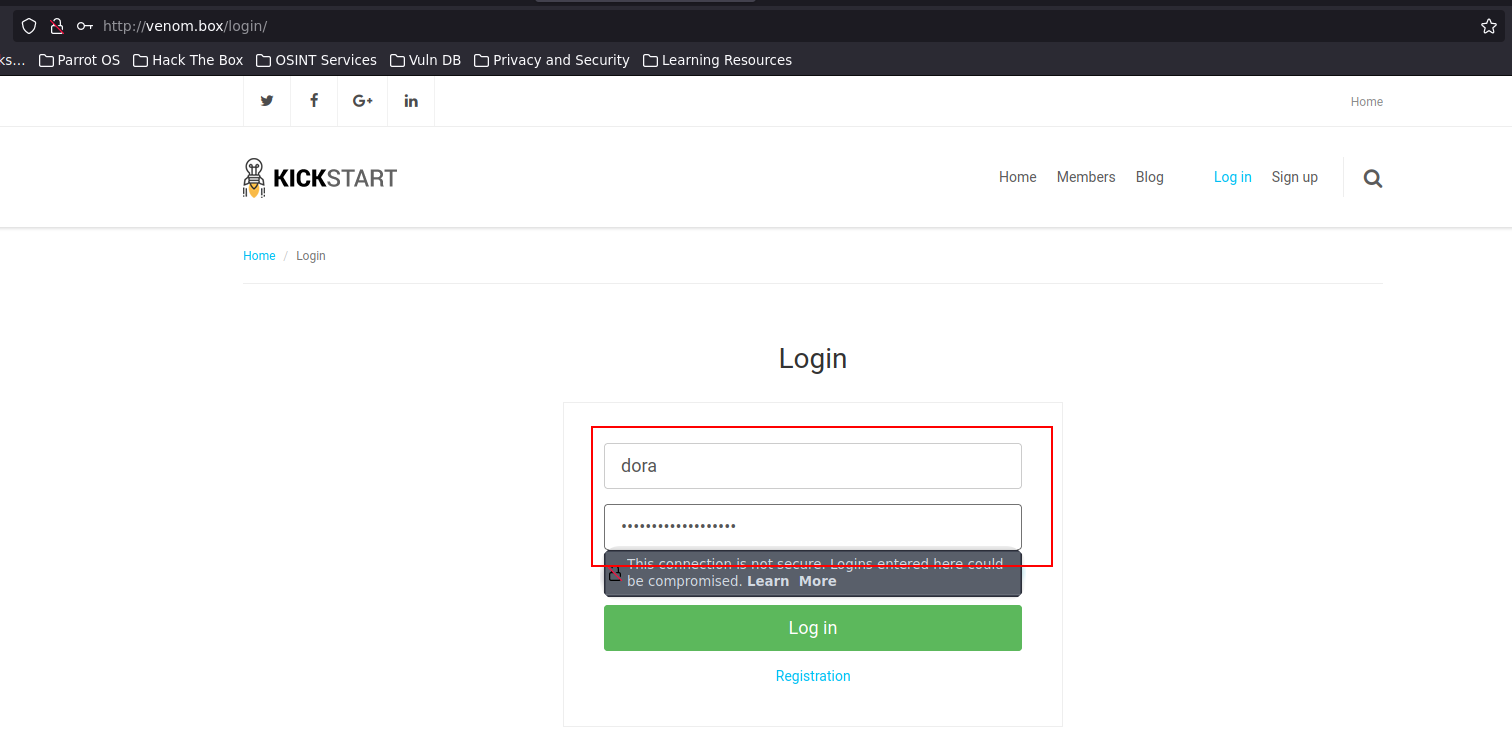 http://venom.box/login/
ks... Parrot OS Hack The Box OSINT Services Vuln DB Privacy and Security Learning Resources
Home
KICKSTART
Home Members Blog Log in Sign up
Home / Login
Login
dora
•••••••••••••••••••
This connection is not secure. Logins entered here could
be compromised. Learn More
Log in
Registration